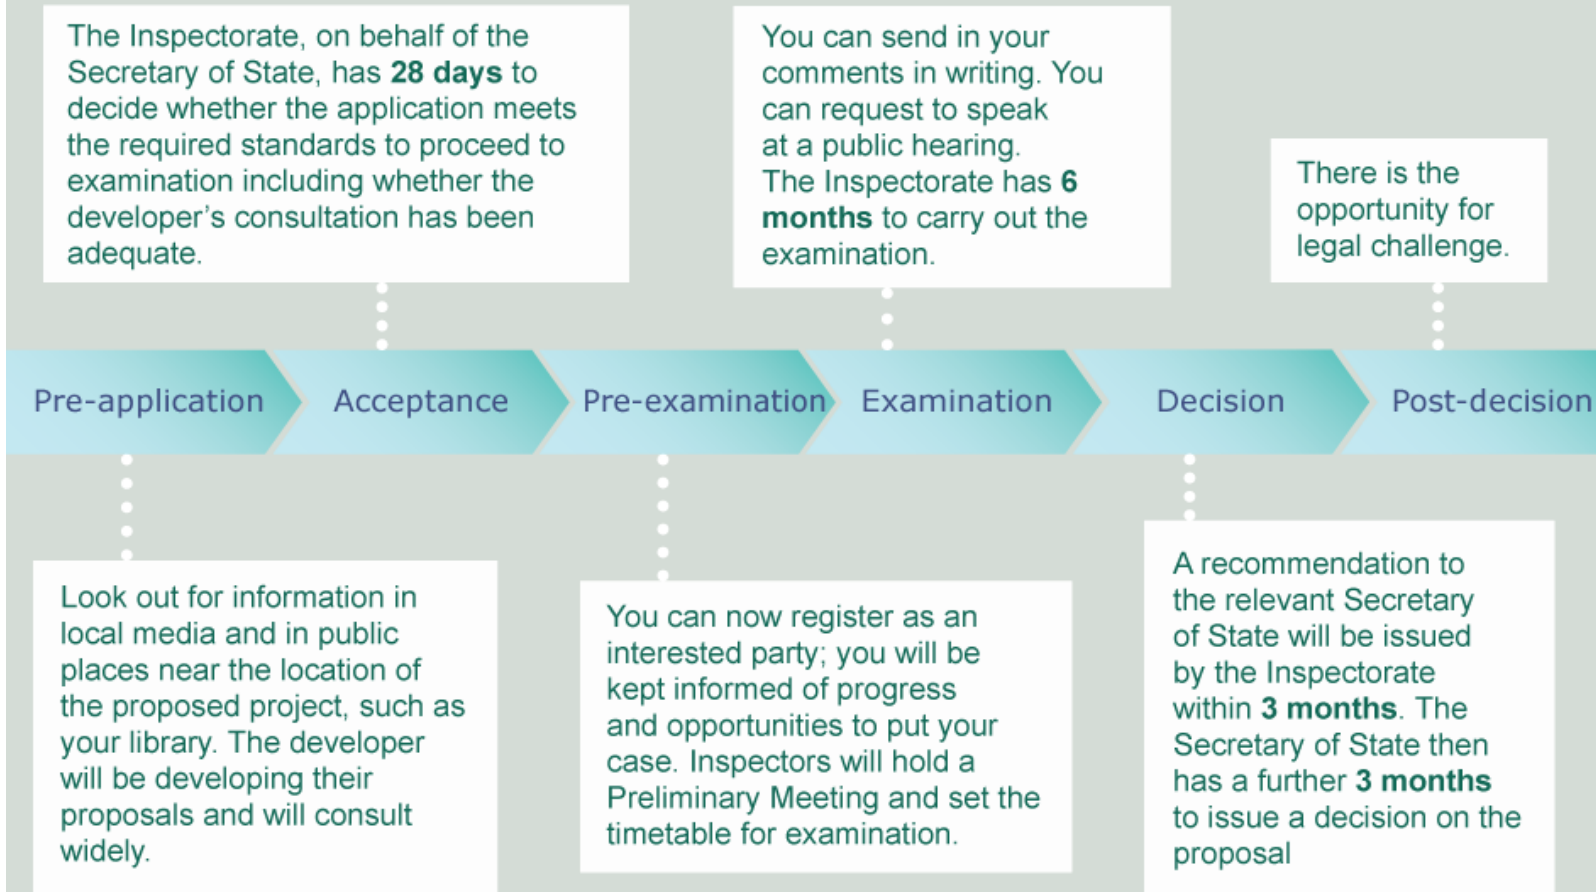 The Inspectorate, on behalf of the
Secretary of State, has 28 days to
decide whether the application meets
the required standards to proceed to
examination including whether the
developer's consultation has been
adequate.
You can send in your
comments in writing. You
can request to speak
at a public hearing.
The Inspectorate has 6
months to carry out the
examination.
There is the
opportunity for
legal challenge.
Pre-application
Acceptance
Pre-examination
Examination
Decision
Post-decision
Look out for information in
local media and in public
places near the location of
the proposed project, such as
your library. The developer
will be developing their
proposals and will consult
widely.
You can now register as an
interested party; you will be
kept informed of progress
and opportunities to put your
case. Inspectors will hold a
Preliminary Meeting and set the
timetable for examination.
A recommendation to
the relevant Secretary
of State will be issued
by the Inspectorate
within 3 months. The
Secretary of State then
has a further 3 months
to issue a decision on the
proposal